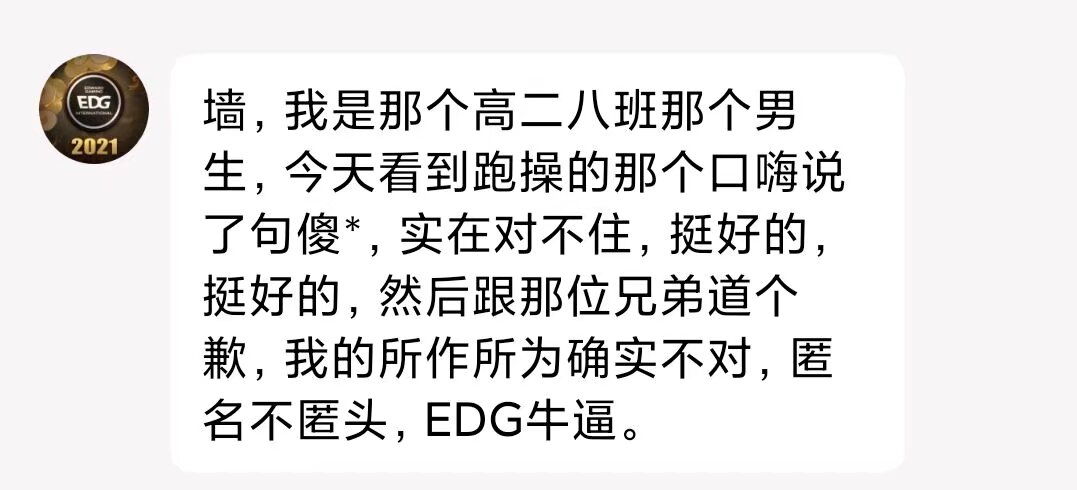 EDG
INTERNATIONAL
2021
墙，我是那个高二八班那个男
生，今天看到跑操的那个口嗨说
了句傻*，实在对不住，挺好的，
挺好的，然后跟那位兄弟道个
歉，我的所作所为确实不对，匿
名不匿头，EDG牛逼。